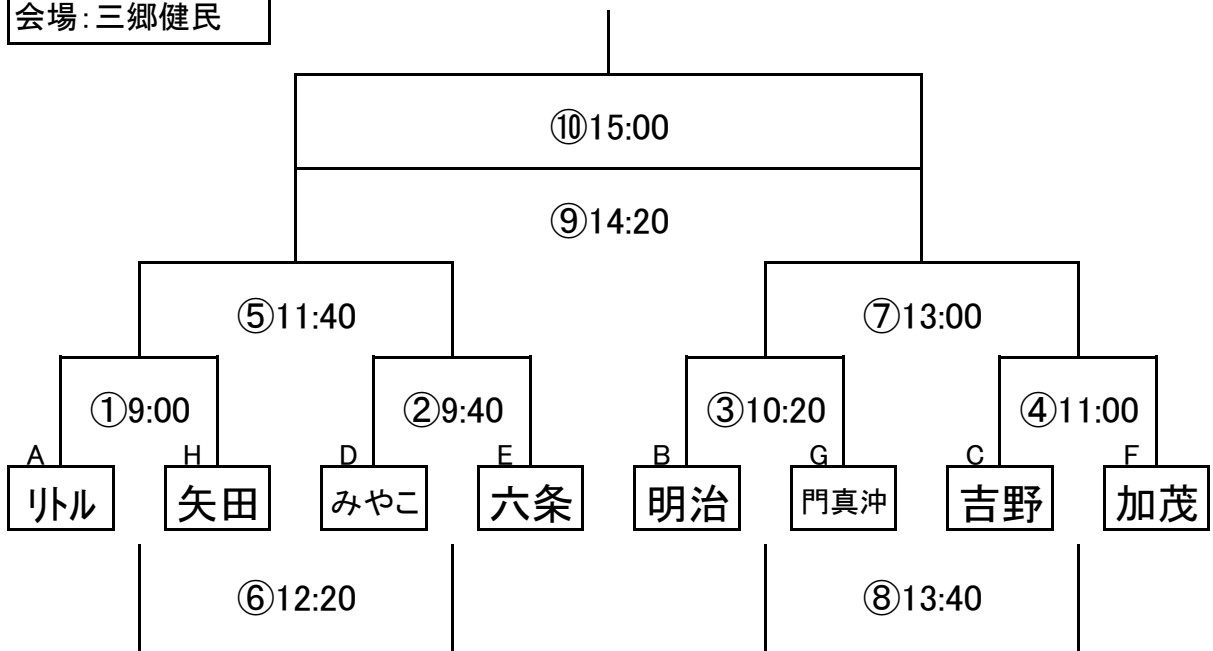 会場:三郷健民
⑩15:00
⑨14:20
⑤11:40
⑦13:00
①9:00
②9:40
③10:20
④11:00
A
H
D
E
B
G
C
F
リトル
矢田
みやこ
六条
明治
門真沖
吉野
加茂
⑥12:20
⑧13:40